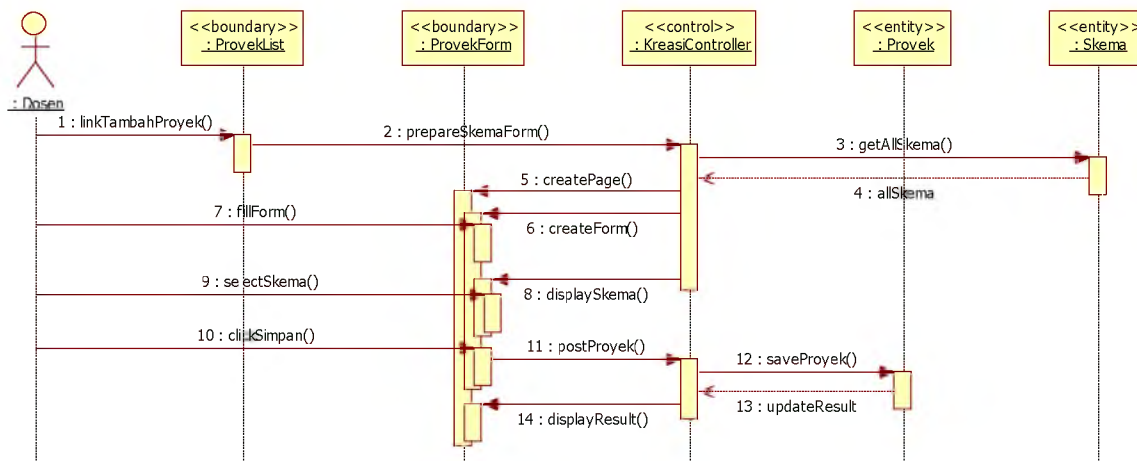 <<boundary>>
: ProvekList
<<boundary>>
: ProvekForm
<<control>>
: KreasiController
<<entity>>
: Provek
<<entity>>
: Skema
: Dosen
1 : linkTambahProyek()
2 : prepareSkemaForm()
3 : getAllSkema()
4 : allSkema
5 : createPage()
7 : fillForm()
6 : createForm()
9 : selectSkema()
8 : displaySkema()
10 : clickSimpan()
11 : postProyek()
12 : saveProyek()
13 : updateResult
14 : displayResult()